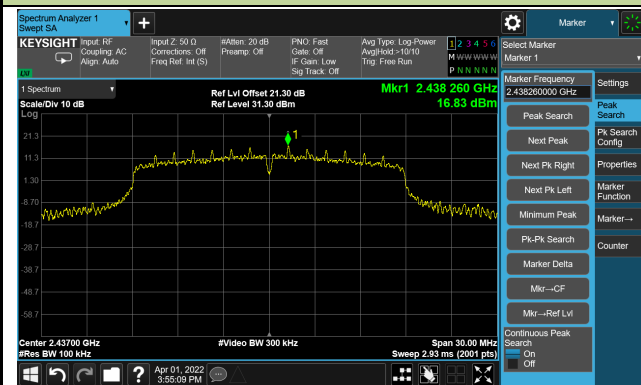 Spectrum Analyzer 1
Swept SA
KEYSIGHT
Input: RF
Coupling: AC
Align: Auto
Input Z: 50 Ω
Corrections: Off
Freq Ref: Int (S)
#Atten: 20 dB
Preamp: Off
PNO: Fast
Gate: Off
IF Gain: Low
Sig Track: Off
Avg Type: Log-Power
Avg|Hold:>10/10
Trig: Free Run
1 2 3 4 5 6
M W W W W W
P N N N N N
LXI
1 Spectrum
Scale/Div 10 dB
Ref Lvl Offset 21.30 dB
Ref Level 31.30 dBm
Mkr1 2.438 260 GHz
16.83 dBm
Log
1
21.3
11.3
1.30
-8.70
-18.7
-28.7
-38.7
-48.7
-58.7
Center 2.43700 GHz
#Res BW 100 kHz
#Video BW 300 kHz
Span 30.00 MHz
Sweep 2.93 ms (2001 pts)
Apr 01, 2022
3:55:09 PM
Marker
Select Marker
Marker 1
Marker Frequency
2.438260000 GHz
Peak Search
Next Peak
Next Pk Right
Next Pk Left
Minimum Peak
Pk-Pk Search
Marker Delta
Mkr→CF
Mkr→Ref Lvl
Continuous Peak
Search
On
Off
Settings
Peak
Search
Pk Search
Config
Properties
Marker
Function
Marker→
Counter